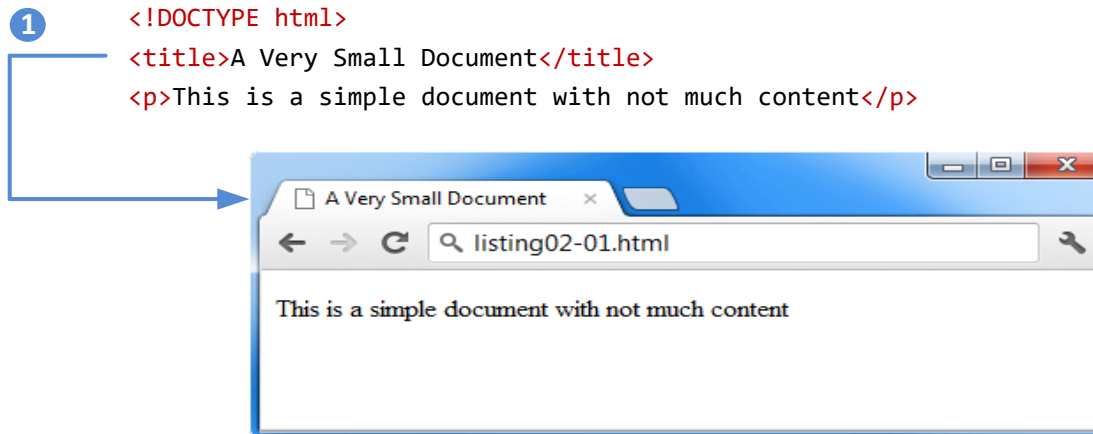 1
<!DOCTYPE html>
<title>A Very Small Document</title>
<p>This is a simple document with not much content</p>
A Very Small Document
listing02-01.html
This is a simple document with not much content